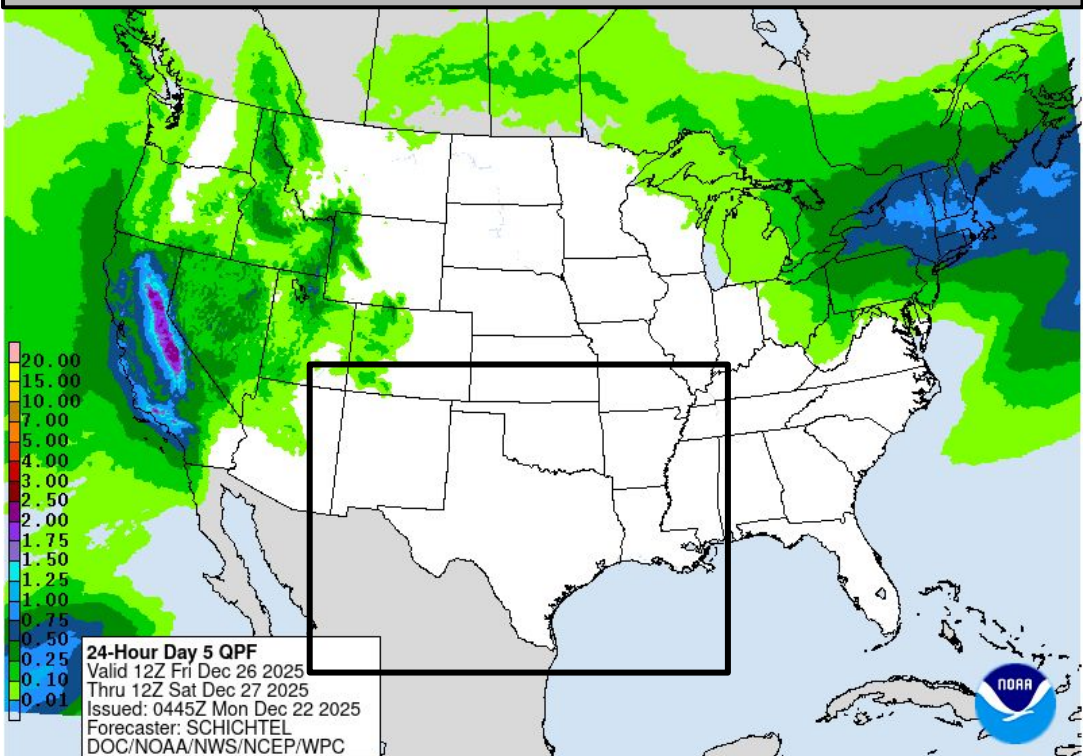 20.00
15.00
10.00
7.00
5.00
4.00
3.00
2.50
2.00
1.75
1.50
1.25
1.00
0.75
0.50
0.25
0.10
0.01
24-Hour Day 5 QPF
Valid 12Z Fri Dec 26 2025
Thru 12Z Sat Dec 27 2025
Issued: 0445Z Mon Dec 22 2025
Forecaster: SCHICHTEL
DOC/NOAA/NWS/NCEP/WPC
NOAA